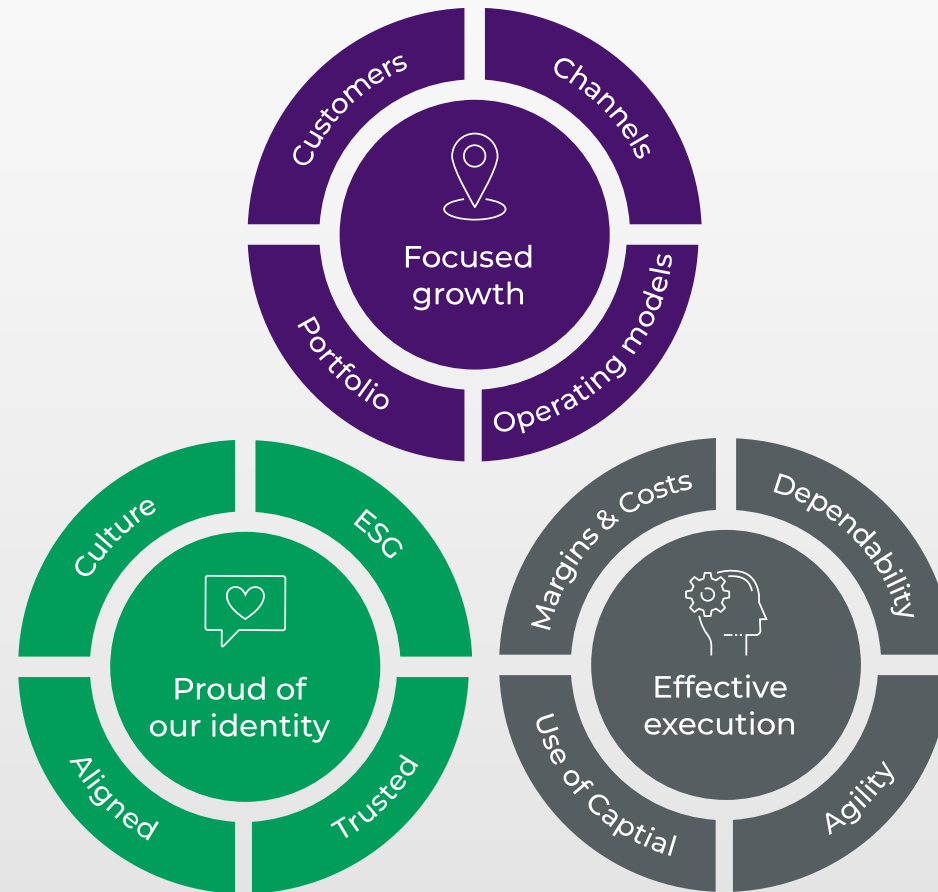 Customers
Channels
Focused
growth
Portfolio
Operating models
Culture
ESG
Proud of
our identity
Aligned
Trusted
Margins & Costs
Dependability
Effective
execution
Use of Captial
Agility